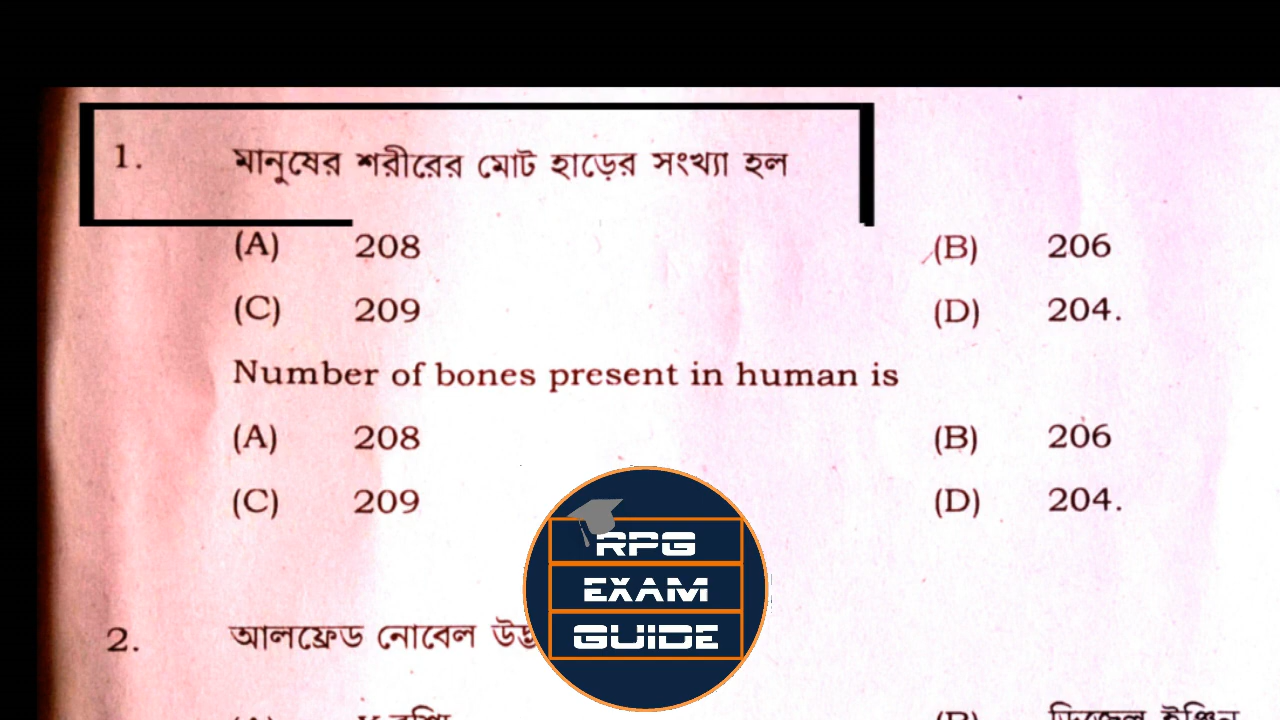 1. মানুষের শরীরের মোট হাড়ের সংখ্যা হল
(A) 208 (B) 206
(C) 209 (D) 204.
Number of bones present in human is
(A) 208 (B) 206
(C) 209 (D) 204.
RPG
EXAM
GUIDE
2. আলফ্রেড নোবেল